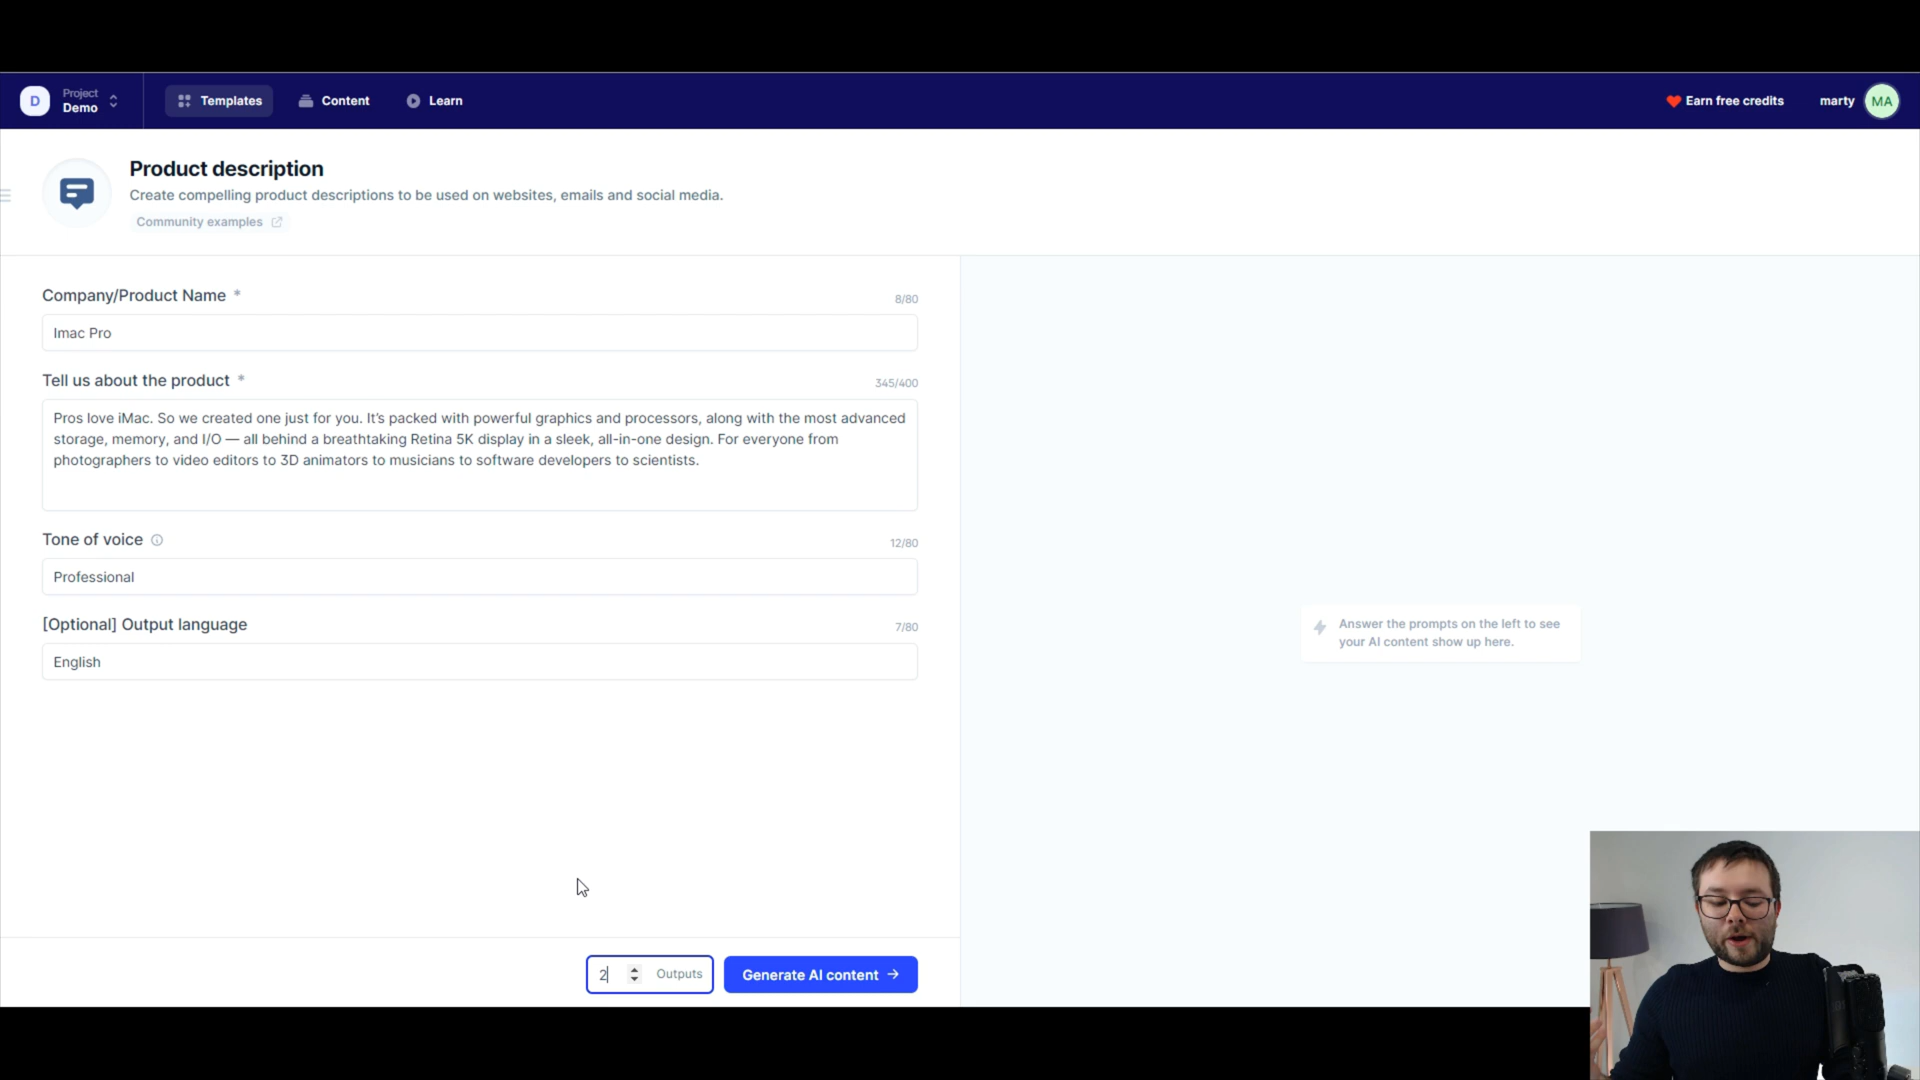 D
Project
Demo
Templates
Content
Learn
Earn free credits
marty
MA
Product description
Create compelling product descriptions to be used on websites, emails and social media.
Community examples
Company/Product Name *
8/80
Imac Pro
Tell us about the product *
345/400
Pros love iMac. So we created one just for you. It’s packed with powerful graphics and processors, along with the most advanced
storage, memory, and I/O — all behind a breathtaking Retina 5K display in a sleek, all-in-one design. For everyone from
photographers to video editors to 3D animators to musicians to software developers to scientists.
Tone of voice
12/80
Professional
[Optional] Output language
7/80
English
Answer the prompts on the left to see
your AI content show up here.
2
Outputs
Generate AI content →